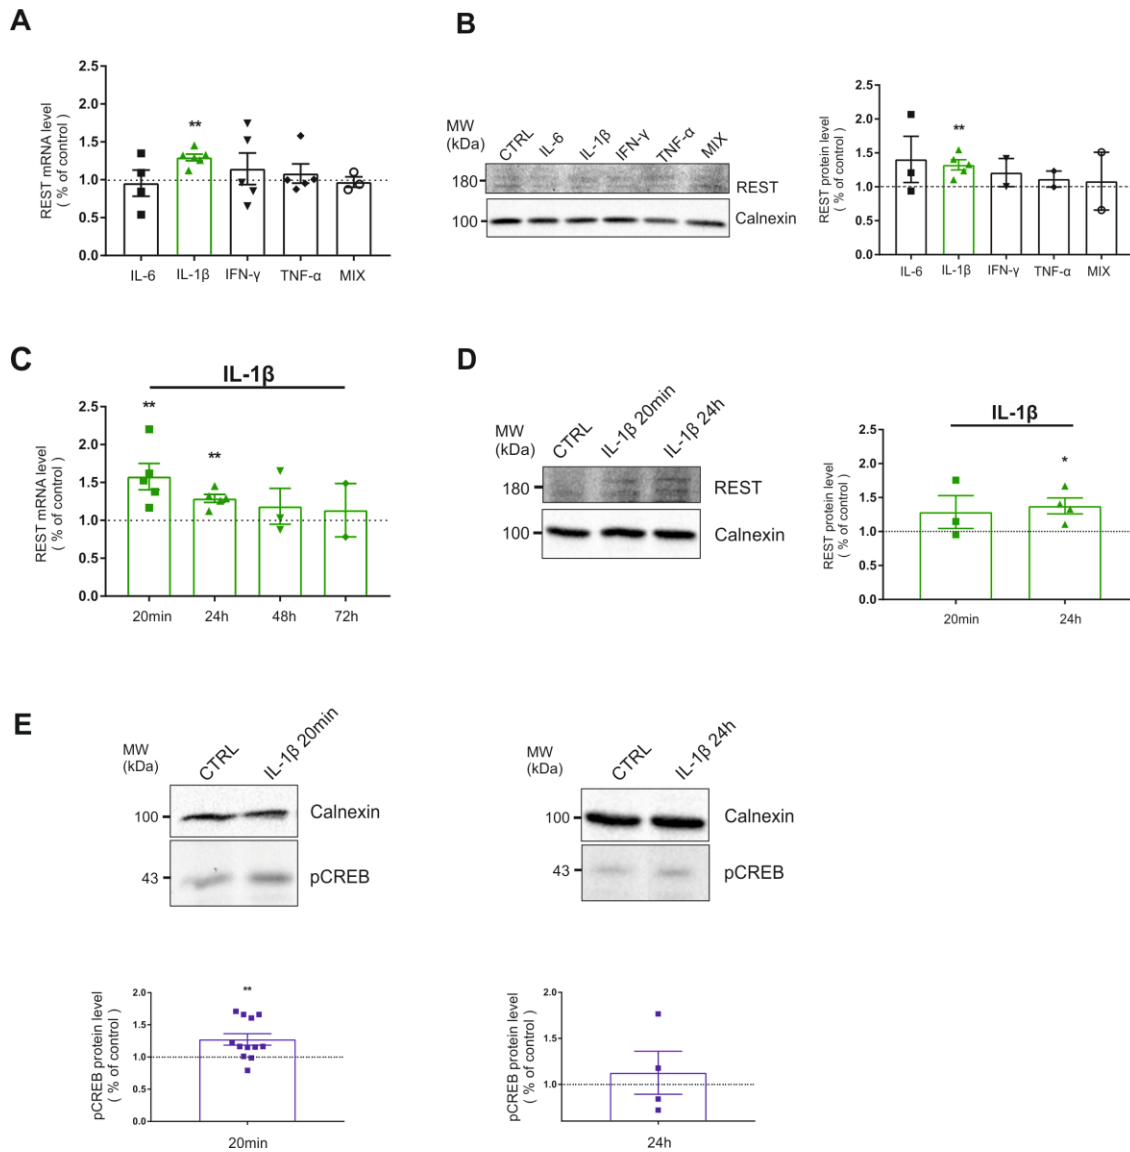 A
REST mRNA level
( % of control )
2.5
2.0
1.5
1.0
0.5
0.0
**
IL-6
IL-1β
IFN-γ
TNF-α
MIX
B
MW
(kDa)
CTRL
IL-6
IL-1β
IFN-γ
TNF-α
MIX
180
REST
100
Calnexin
REST protein level
( % of control )
2.5
2.0
1.5
1.0
0.5
0.0
**
IL-6
IL-1β
IFN-γ
TNF-α
MIX
C
IL-1β
REST mRNA level
( % of control )
2.5
2.0
1.5
1.0
0.5
0.0
**
**
20min
24h
48h
72h
D
MW
(kDa)
CTRL
IL-1β 20min
IL-1β 24h
180
REST
100
Calnexin
IL-1β
REST protein level
( % of control )
2.5
2.0
1.5
1.0
0.5
0.0
*
20min
24h
E
MW
(kDa)
CTRL
IL-1β 20min
100
Calnexin
43
pCREB
MW
(kDa)
CTRL
IL-1β 24h
100
Calnexin
43
pCREB
pCREB protein level
( % of control )
2.0
1.5
1.0
0.5
0.0
**
20min
pCREB protein level
( % of control )
2.0
1.5
1.0
24h